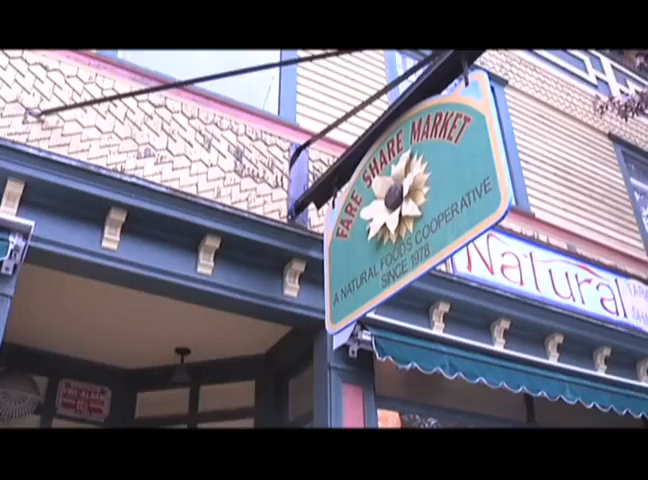 FARE SHARE MARKET
A NATURAL FOODS COOPERATIVE
SINCE 1978
Natural